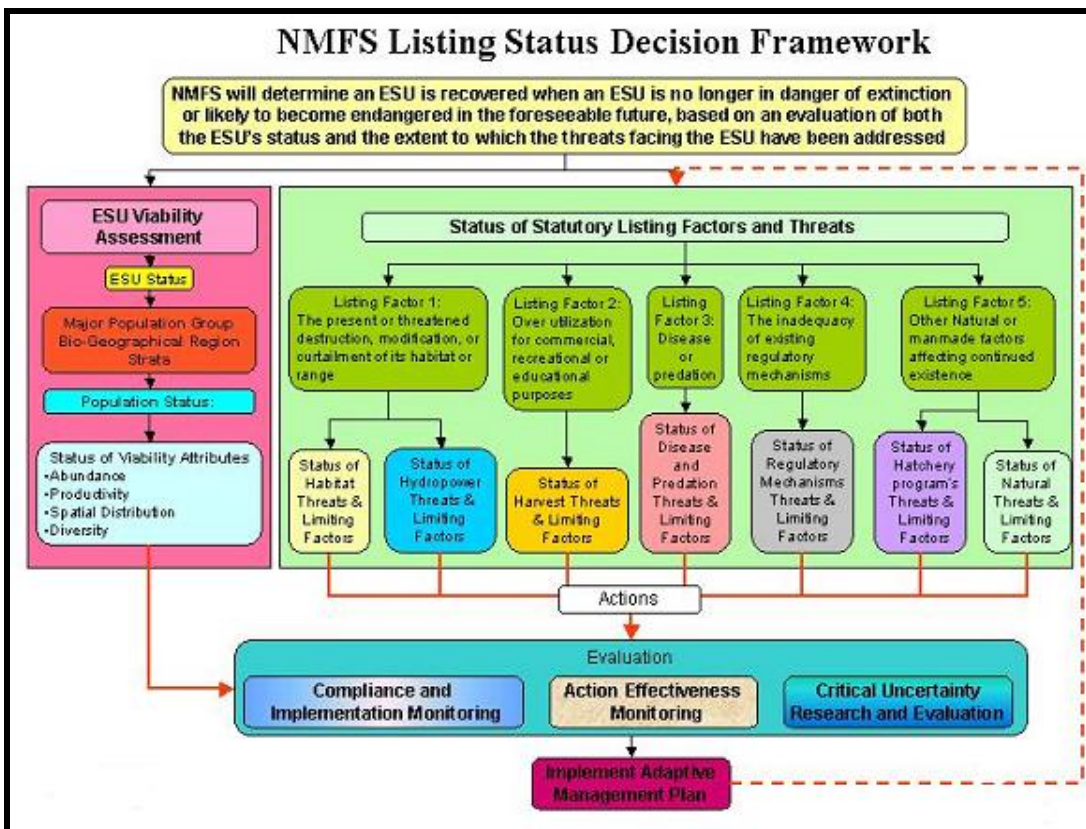 NMFS Listing Status Decision Framework
NMFS will determine an ESU is recovered when an ESU is no longer in danger of extinction
or likely to become endangered in the foreseeable future, based on an evaluation of both
the ESU's status and the extent to which the threats facing the ESU have been addressed
ESU Viability
Assessment
ESU Status
Major Population Group
Bio-Geographical Region
Strata
Population Status:
Status of Viability Attributes
•Abundance
•Productivity
•Spatial Distribution
•Diversity
Status of Statutory Listing Factors and Threats
Listing Factor 1:
The present or threatened
destruction, modification, or
curtailment of its habitat or
range
Listing Factor 2:
Over utilization
for commercial,
recreational or
educational
purposes
Listing
Factor 3:
Disease
or
predation
Listing Factor 4:
The inadequacy
of existing
regulatory
mechanisms
Listing Factor 5:
Other Natural or
manmade factors
affecting continued
existence
Status of
Habitat
Threats &
Limiting
Factors
Status of
Hydropower
Threats &
Limiting
Factors
Status of
Harvest Threats
& Limiting
Factors
Status of
Disease
and
Predation
Threats &
Limiting
Factors
Status of
Regulatory
Mechanisms
Threats &
Limiting
Factors
Status of
Hatchery
program's
Threats &
Limiting
Factors
Status of
Natural
Threats &
Limiting
Factors
Actions
Evaluation
Compliance and
Implementation Monitoring
Action Effectiveness
Monitoring
Critical Uncertainty
Research and Evaluation
Implement Adaptive
Management Plan